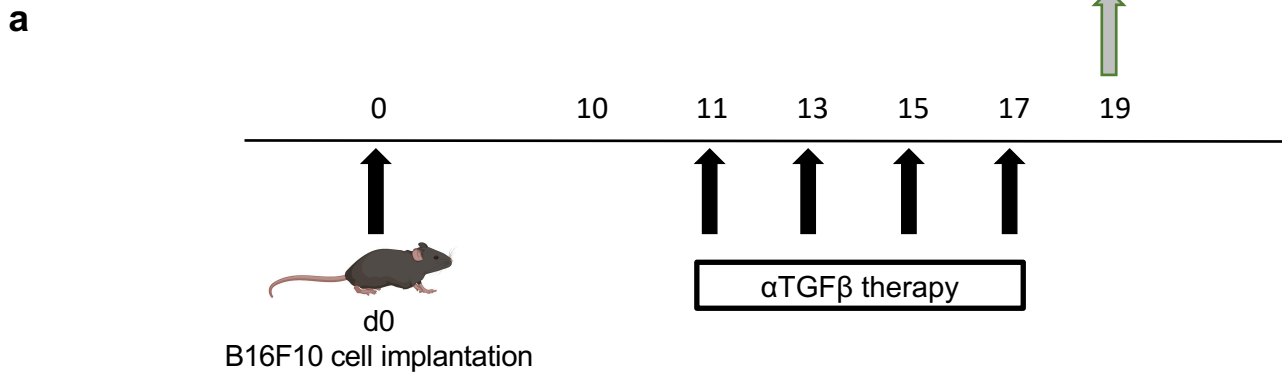 a
0 10 11 13 15 17 19
αTGFβ therapy
d0
B16F10 cell implantation